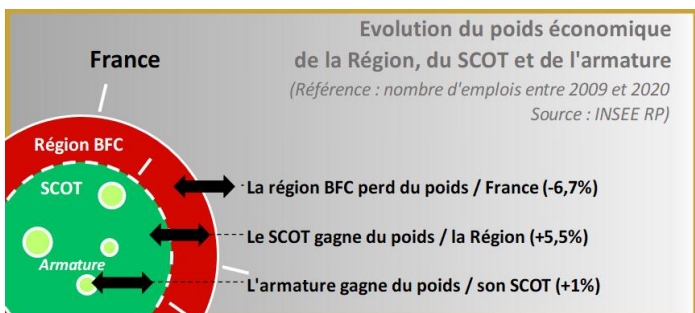 Evolution du poids économique
de la Région, du SCOT et de l'armature
(Référence : nombre d'emplois entre 2009 et 2020
Source : INSEE RP)
France
Région BFC
SCOT
Armature
La région BFC perd du poids / France (-6,7%)
Le SCOT gagne du poids / la Région (+5,5%)
L'armature gagne du poids / son SCOT (+1%)